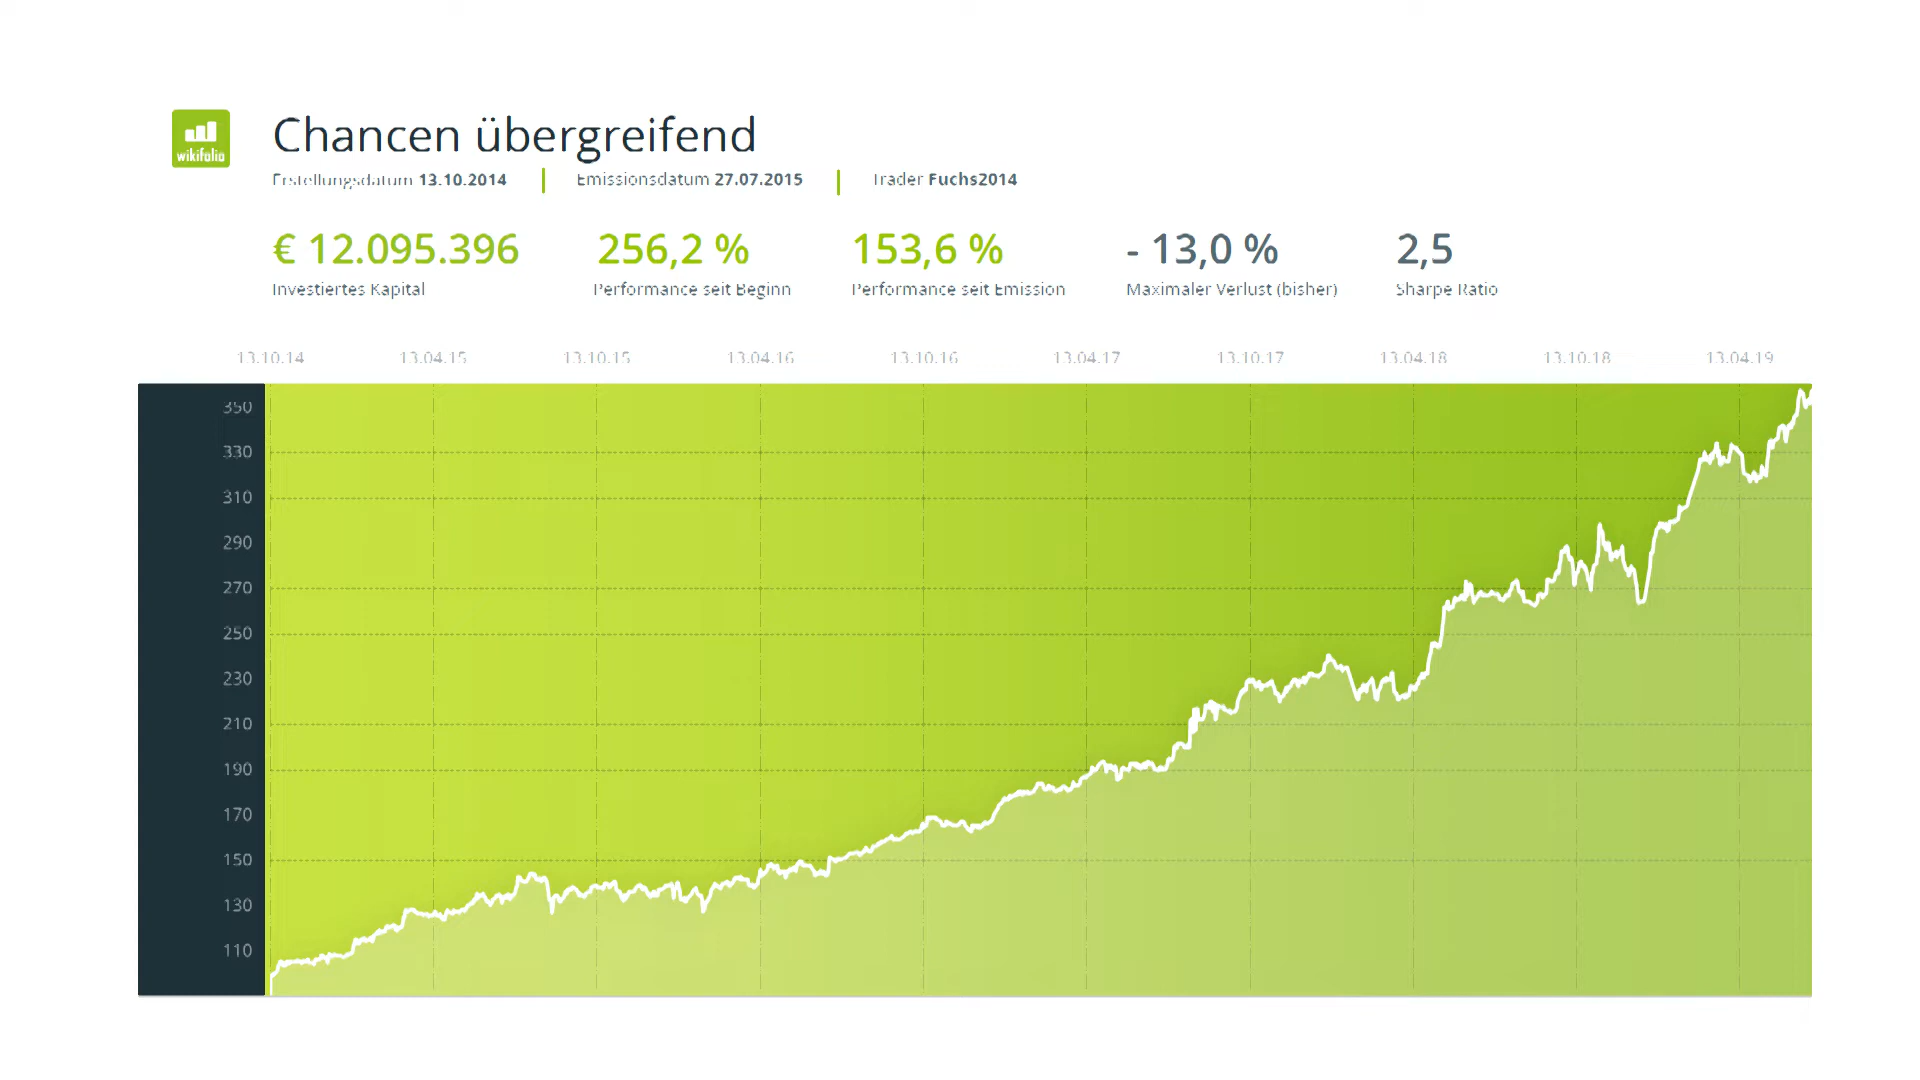 wikifolio
Chancen übergreifend
Erstellungsdatum 13.10.2014 Emissionsdatum 27.07.2015 Trader Fuchs2014
€ 12.095.396 256,2 % 153,6 % - 13,0 % 2,5
Investiertes Kapital Performance seit Beginn Performance seit Emission Maximaler Verlust (bisher) Sharpe Ratio
13.10.14 13.04.15 13.10.15 13.04.16 13.10.16 13.04.17 13.10.17 13.04.18 13.10.18 13.04.19
350
330
310
290
270
250
230
210
190
170
150
130
110